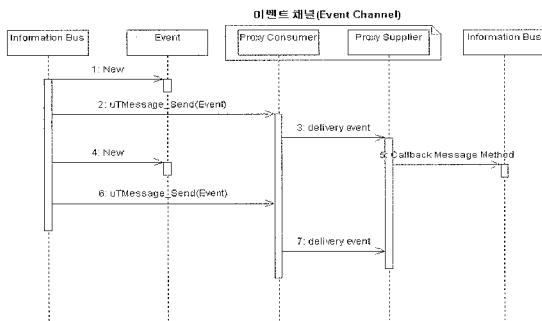 이벤트 채널(Event Channel)
Information Bus
Event
Proxy Consumer
Proxy Supplier
Information Bus
1: New
2: uTMessage_Send(Event)
3: delivery event
4: New
5: Callback Message Method
6: uTMessage_Send(Event)
7: delivery event